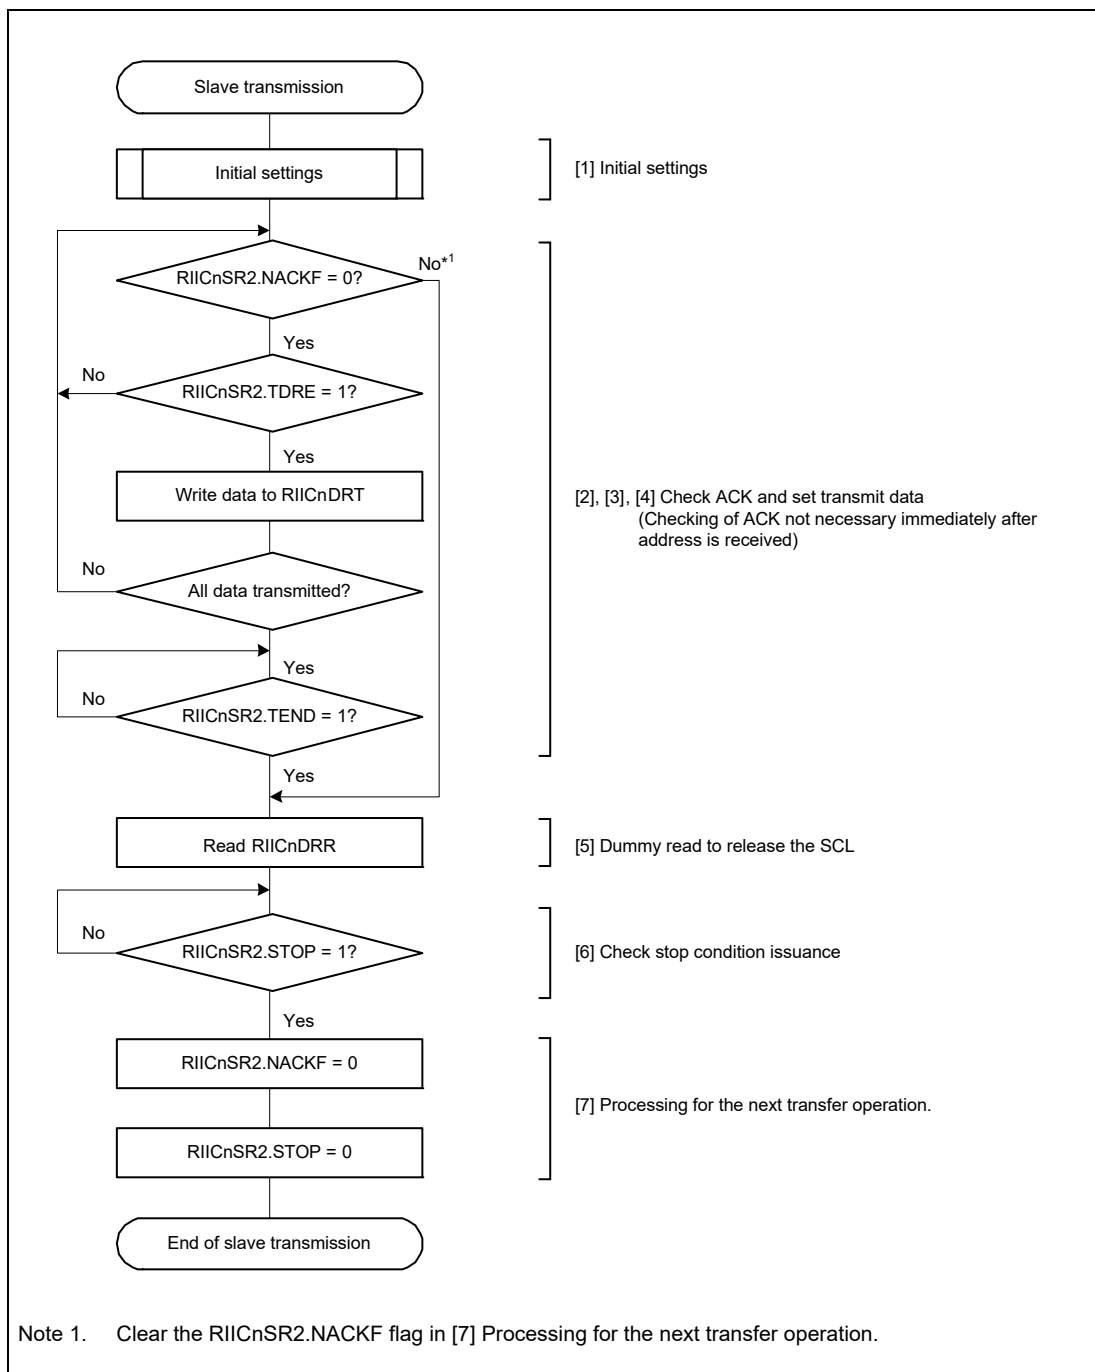 Slave transmission
Initial settings
[1] Initial settings
RIICnSR2.NACKF = 0?
No*1
Yes
RIICnSR2.TDRE = 1?
No
Yes
Write data to RIICnDRT
[2], [3], [4] Check ACK and set transmit data
(Checking of ACK not necessary immediately after
address is received)
No
All data transmitted?
Yes
No
RIICnSR2.TEND = 1?
Yes
Read RIICnDRR
[5] Dummy read to release the SCL
No
RIICnSR2.STOP = 1?
[6] Check stop condition issuance
Yes
RIICnSR2.NACKF = 0
[7] Processing for the next transfer operation.
RIICnSR2.STOP = 0
End of slave transmission
Note 1. Clear the RIICnSR2.NACKF flag in [7] Processing for the next transfer operation.